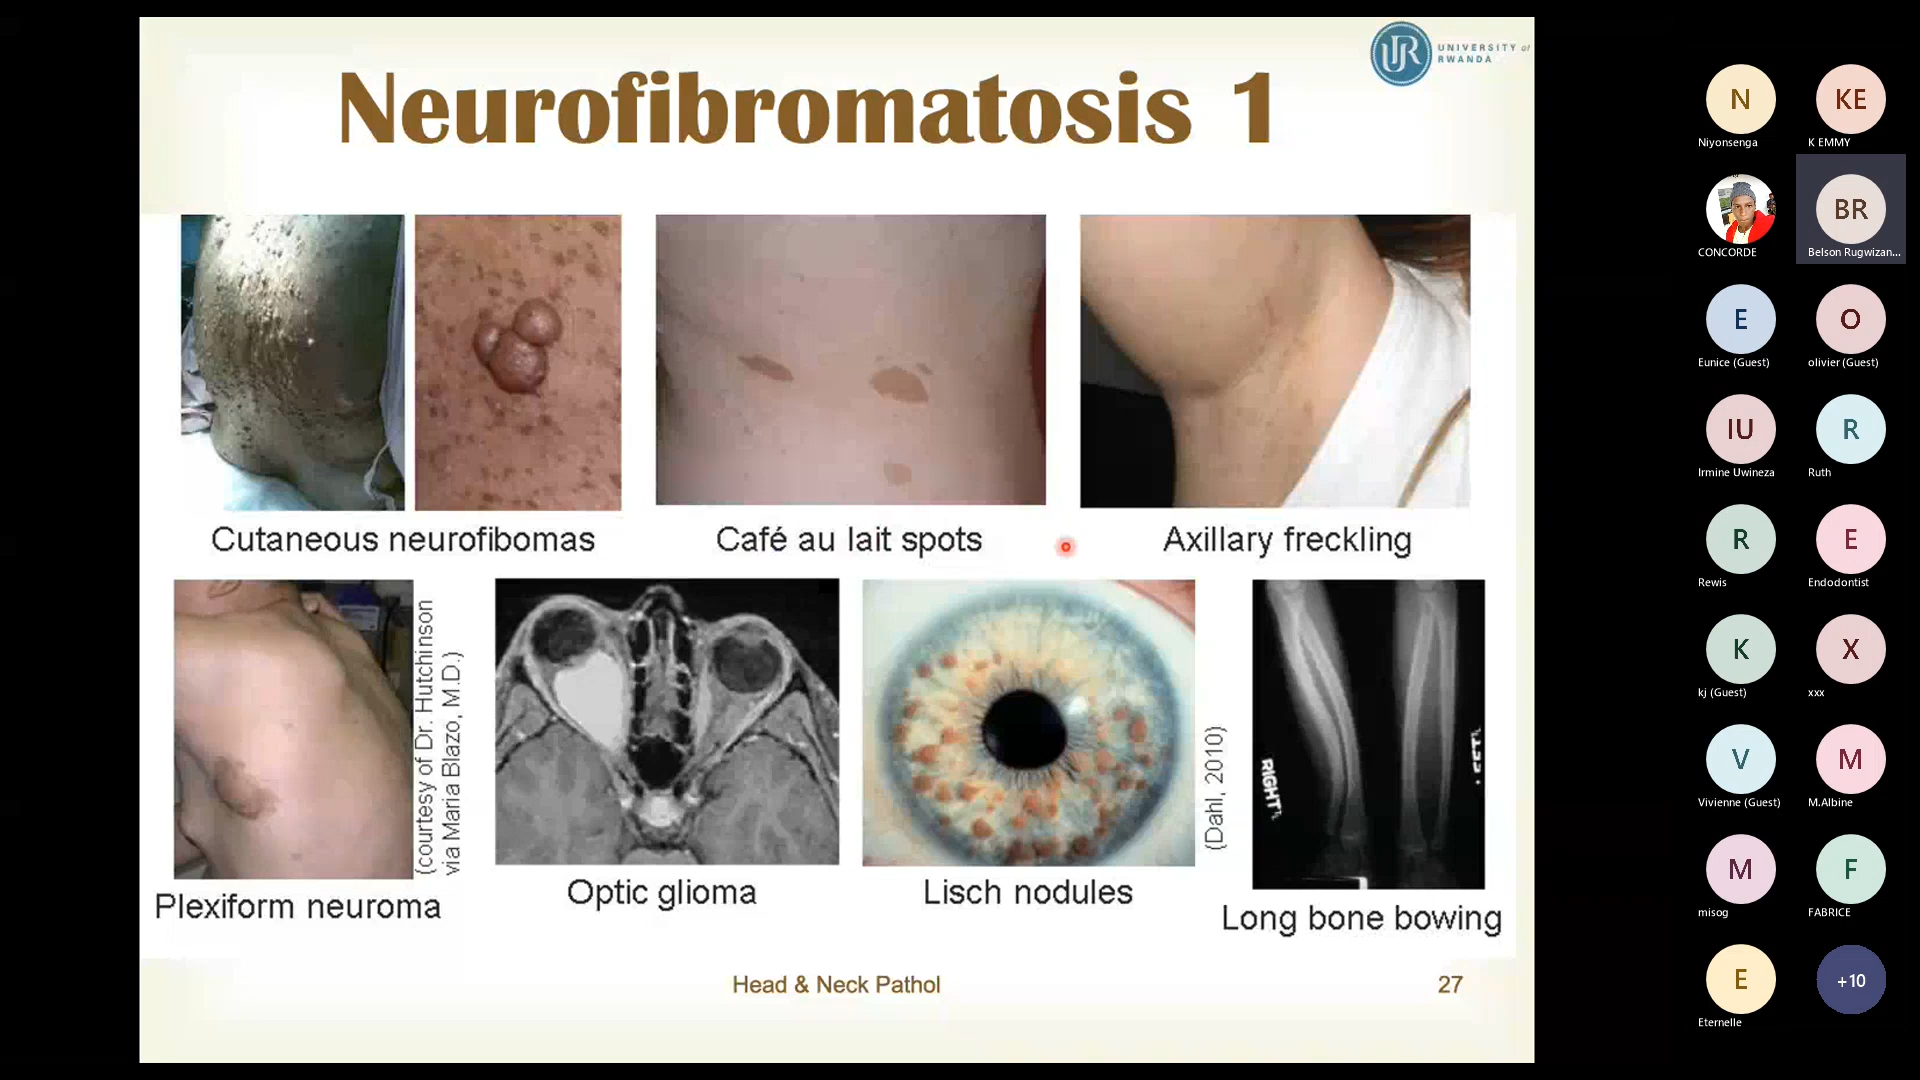 UNIVERSITY of
RWANDA
Neurofibromatosis 1
Cutaneous neurofibomas
Café au lait spots
Axillary freckling
(courtesy of Dr. Hutchinson
via Maria Blazo, M.D.)
(Dahl, 2010)
RIGHT
Plexiform neuroma
Optic glioma
Lisch nodules
Long bone bowing
Head & Neck Pathol
27
N
Niyonsenga
KE
K EMMY
CONCORDE
BR
Belson Rugwizan...
E
Eunice (Guest)
O
olivier (Guest)
IU
Irmine Uwineza
R
Ruth
R
Rewis
E
Endodontist
K
kj (Guest)
X
xxx
V
Vivienne (Guest)
M
M.Albine
M
misog
F
FABRICE
E
Eternelle
+10